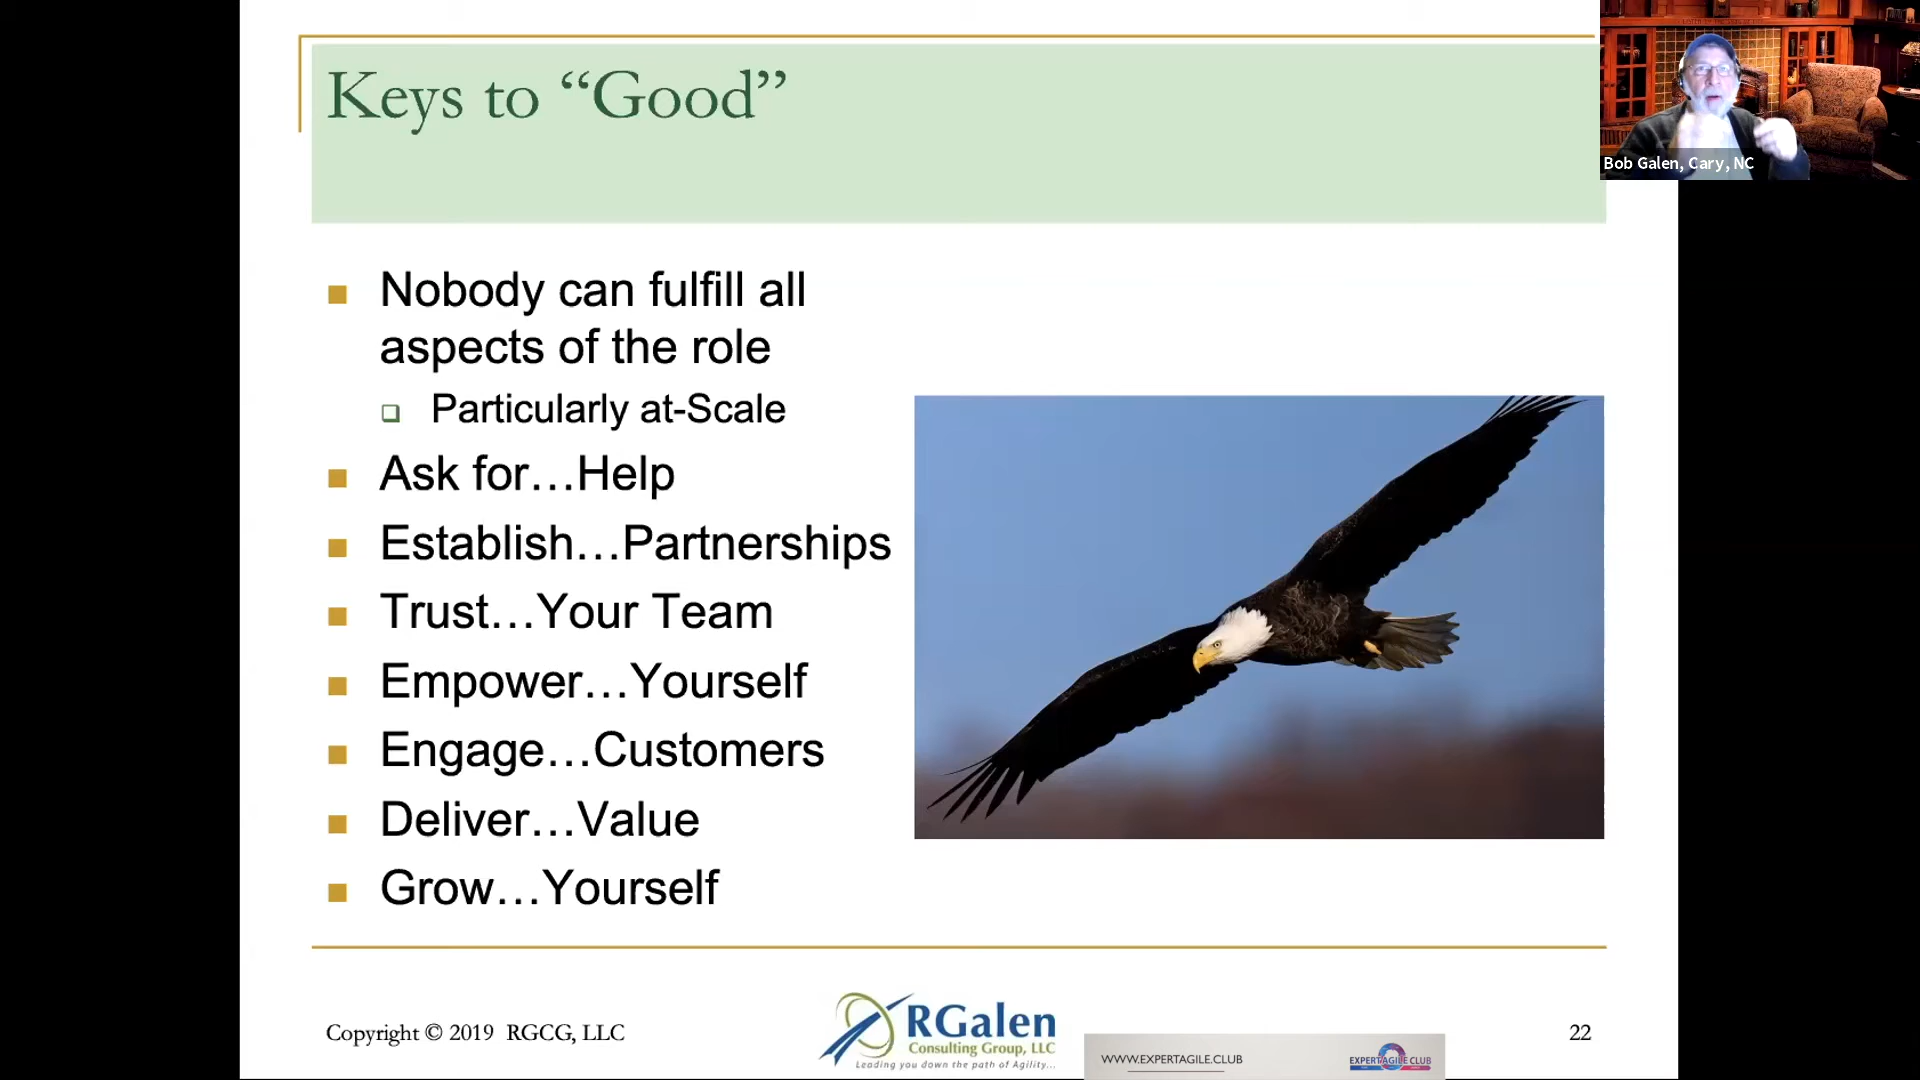 Keys to “Good”
Bob Galen, Cary, NC
Nobody can fulfill all
aspects of the role
Particularly at-Scale
Ask for…Help
Establish…Partnerships
Trust…Your Team
Empower…Yourself
Engage…Customers
Deliver…Value
Grow…Yourself
Copyright © 2019 RGCG, LLC
RGalen
Consulting Group, LLC
Leading you down the path of Agility...
WWW.EXPERTAGILE.CLUB
EXPERT AGILE CLUB
22